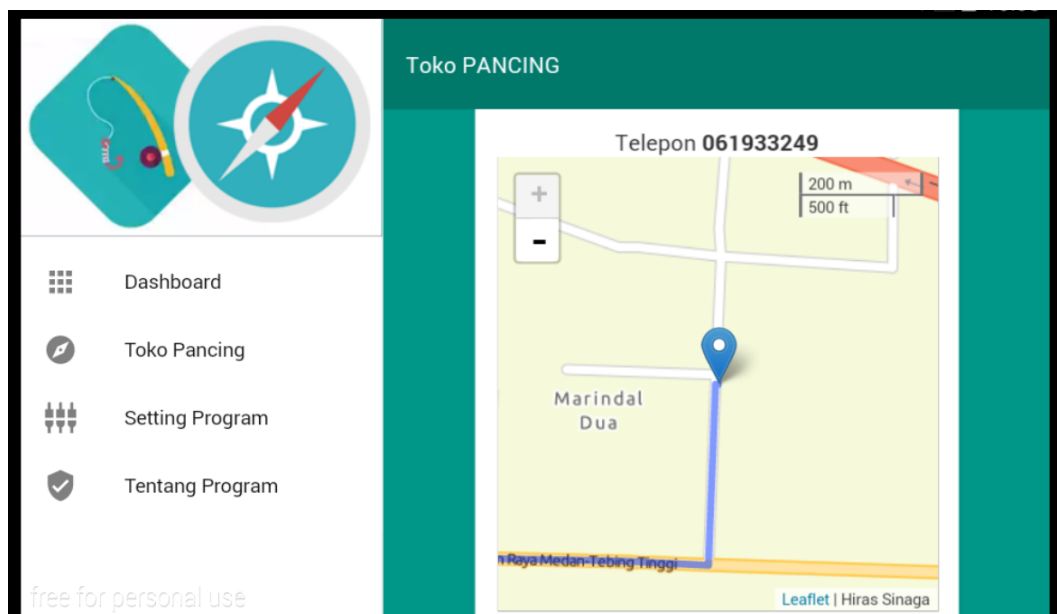 Toko PANCING
Dashboard
Toko Pancing
Setting Program
Tentang Program
free for personal use
Telepon 061933249
+
-
200 m
500 ft
Marindal
Dua
Raya Medan-Tebing Tinggi
Leaflet | Hiras Sinaga